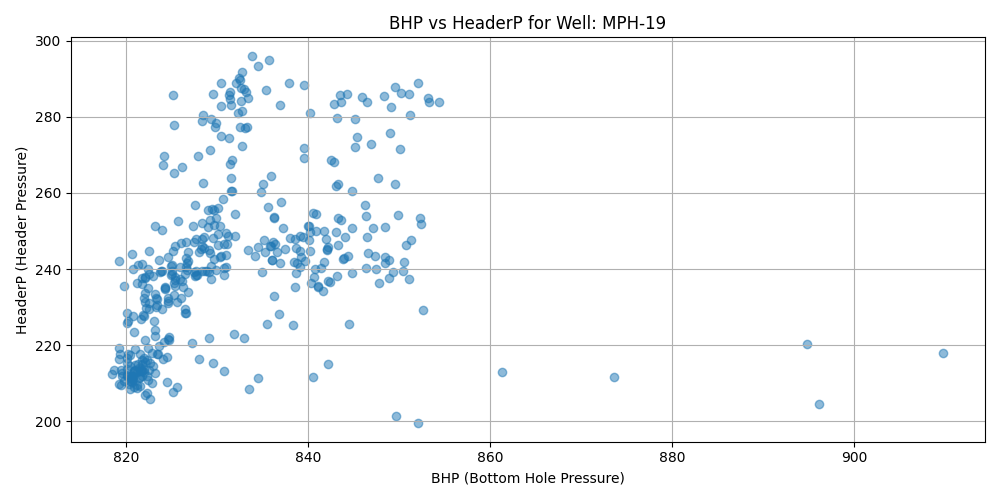 BHP vs HeaderP for Well: MPH-19
HeaderP (Header Pressure)
300
280
260
240
220
200
820 840 860 880 900
BHP (Bottom Hole Pressure)